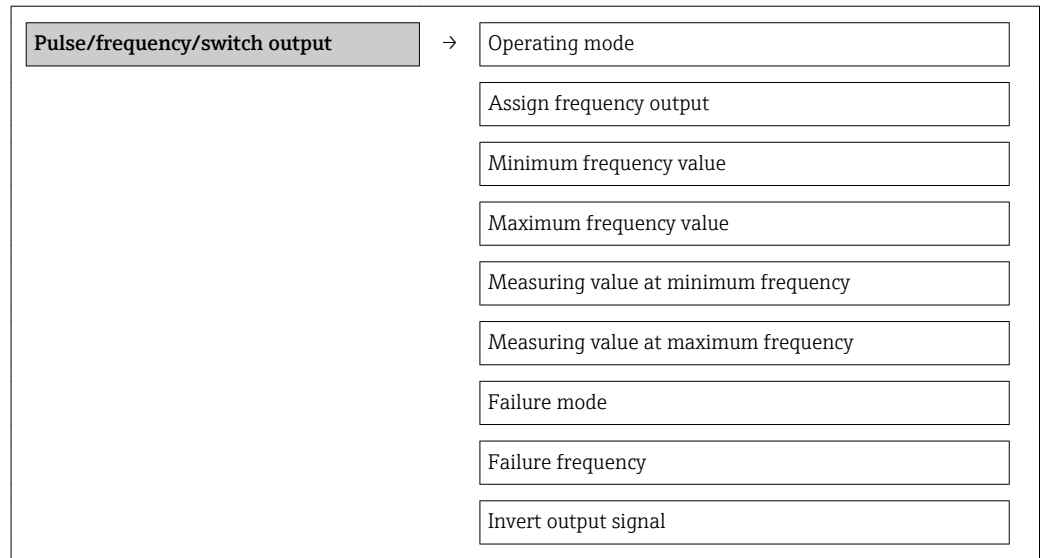 Pulse/frequency/switch output → Operating mode
Assign frequency output
Minimum frequency value
Maximum frequency value
Measuring value at minimum frequency
Measuring value at maximum frequency
Failure mode
Failure frequency
Invert output signal